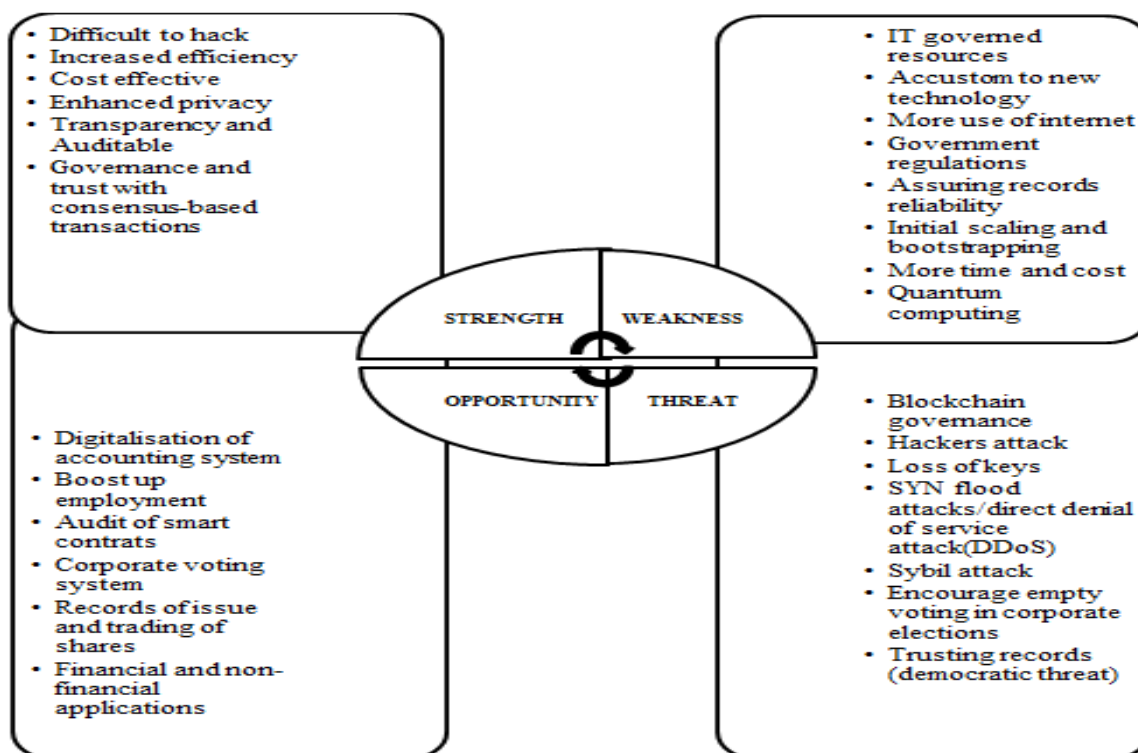 • Difficult to hack
• Increased efficiency
• Cost effective
• Enhanced privacy
• Transparency and
Auditable
• Governance and
trust with
consensus-based
transactions
• IT governed
resources
• Accustom to new
technology
• More use of internet
• Government
regulations
• Assuring records
reliability
• Initial scaling and
bootstrapping
• More time and cost
• Quantum
computing
STRENGTH
WEAKNESS
OPPORTUNITY
THREAT
• Digitalisation of
accounting system
• Boost up
employment
• Audit of smart
contrats
• Corporate voting
system
• Records of issue
and trading of
shares
• Financial and non-
financial
applications
• Blockchain
governance
• Hackers attack
• Loss of keys
• SYN flood
attacks/direct denial
of service
attack(DDoS)
• Sybil attack
• Encourage empty
voting in corporate
elections
• Trusting records
(democratic threat)